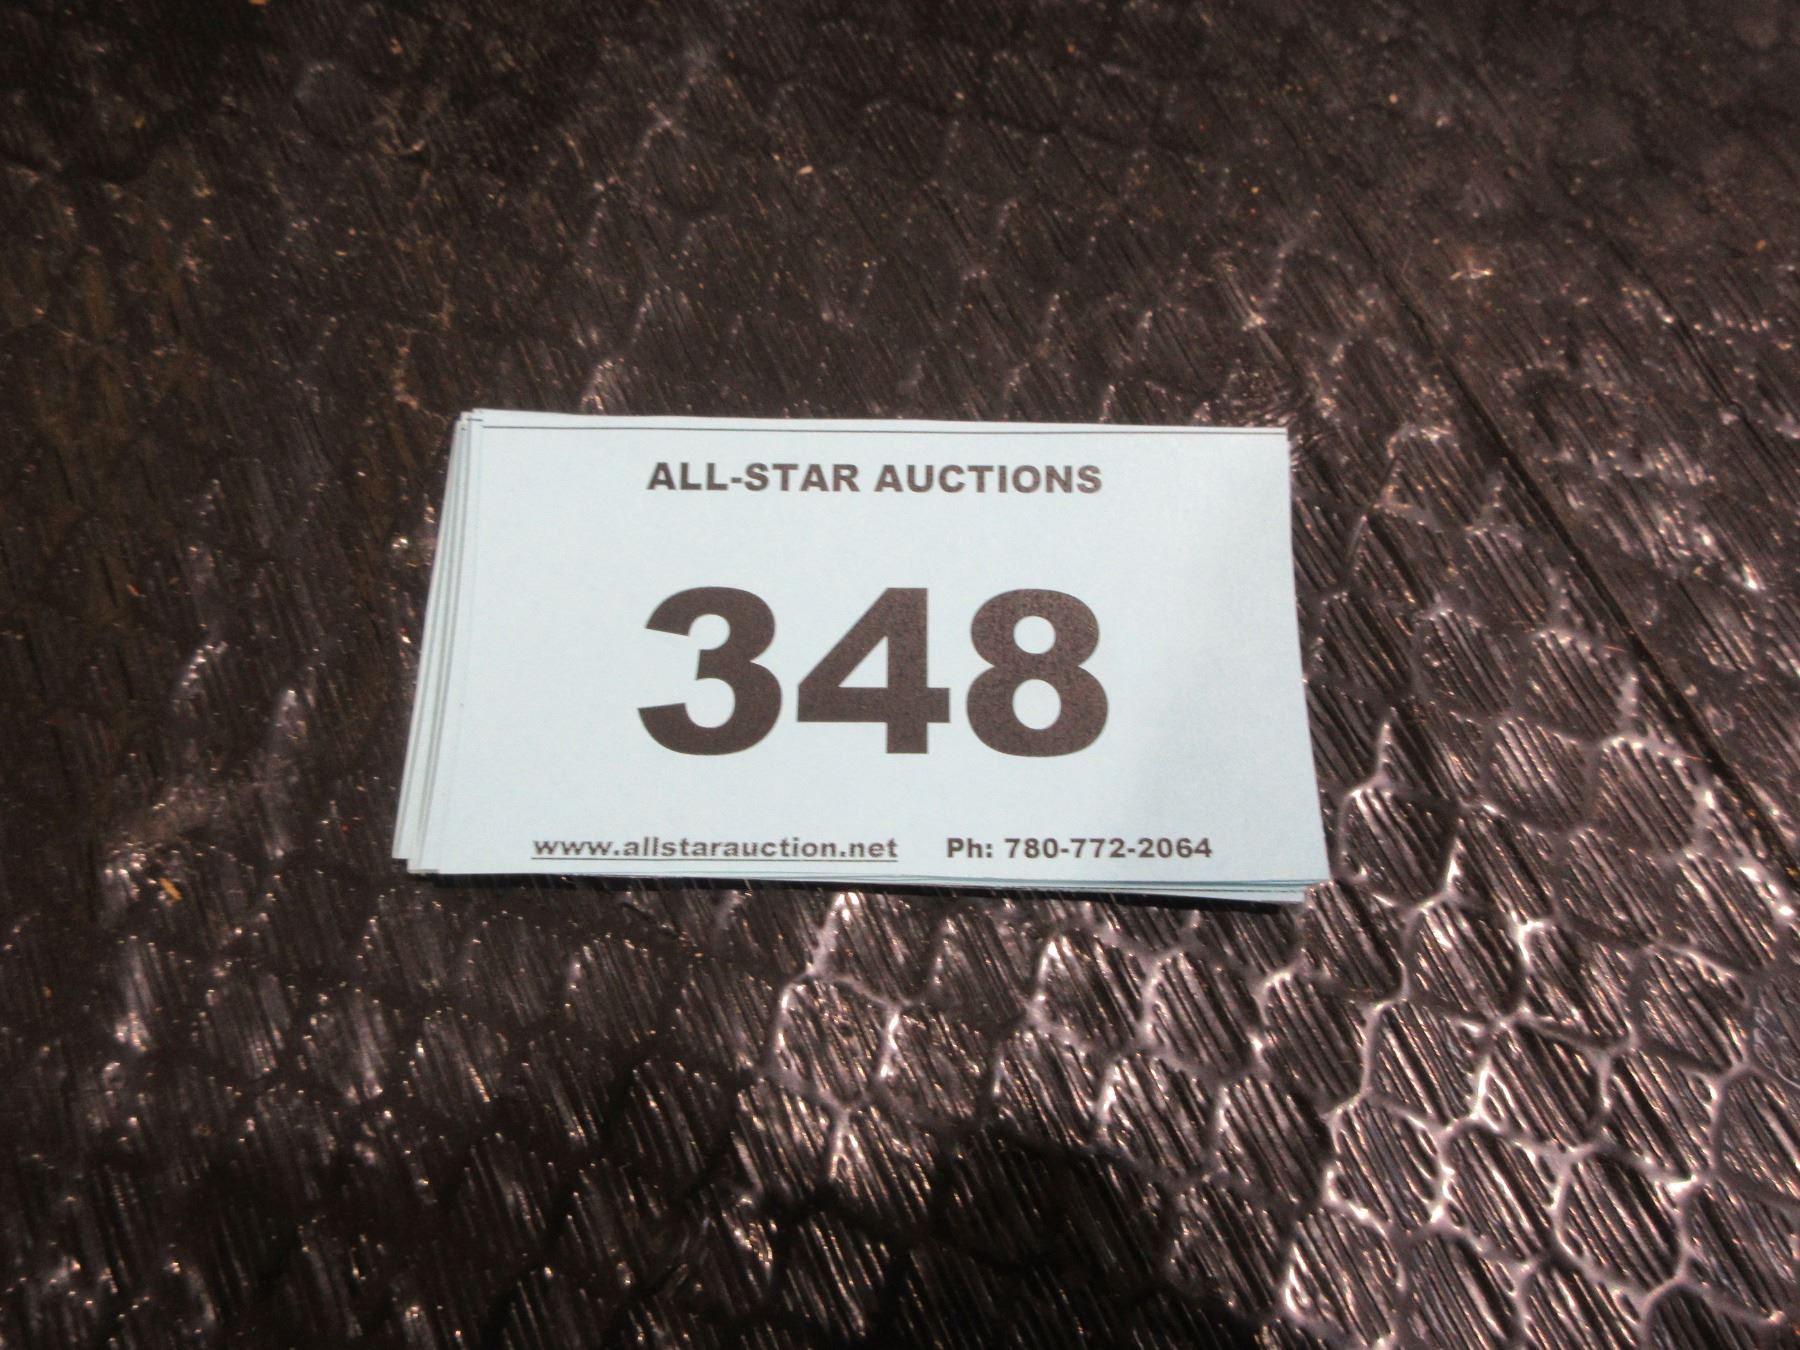 ALL-STAR AUCTIONS
348
www.allstarauction.net Ph: 780-772-2064